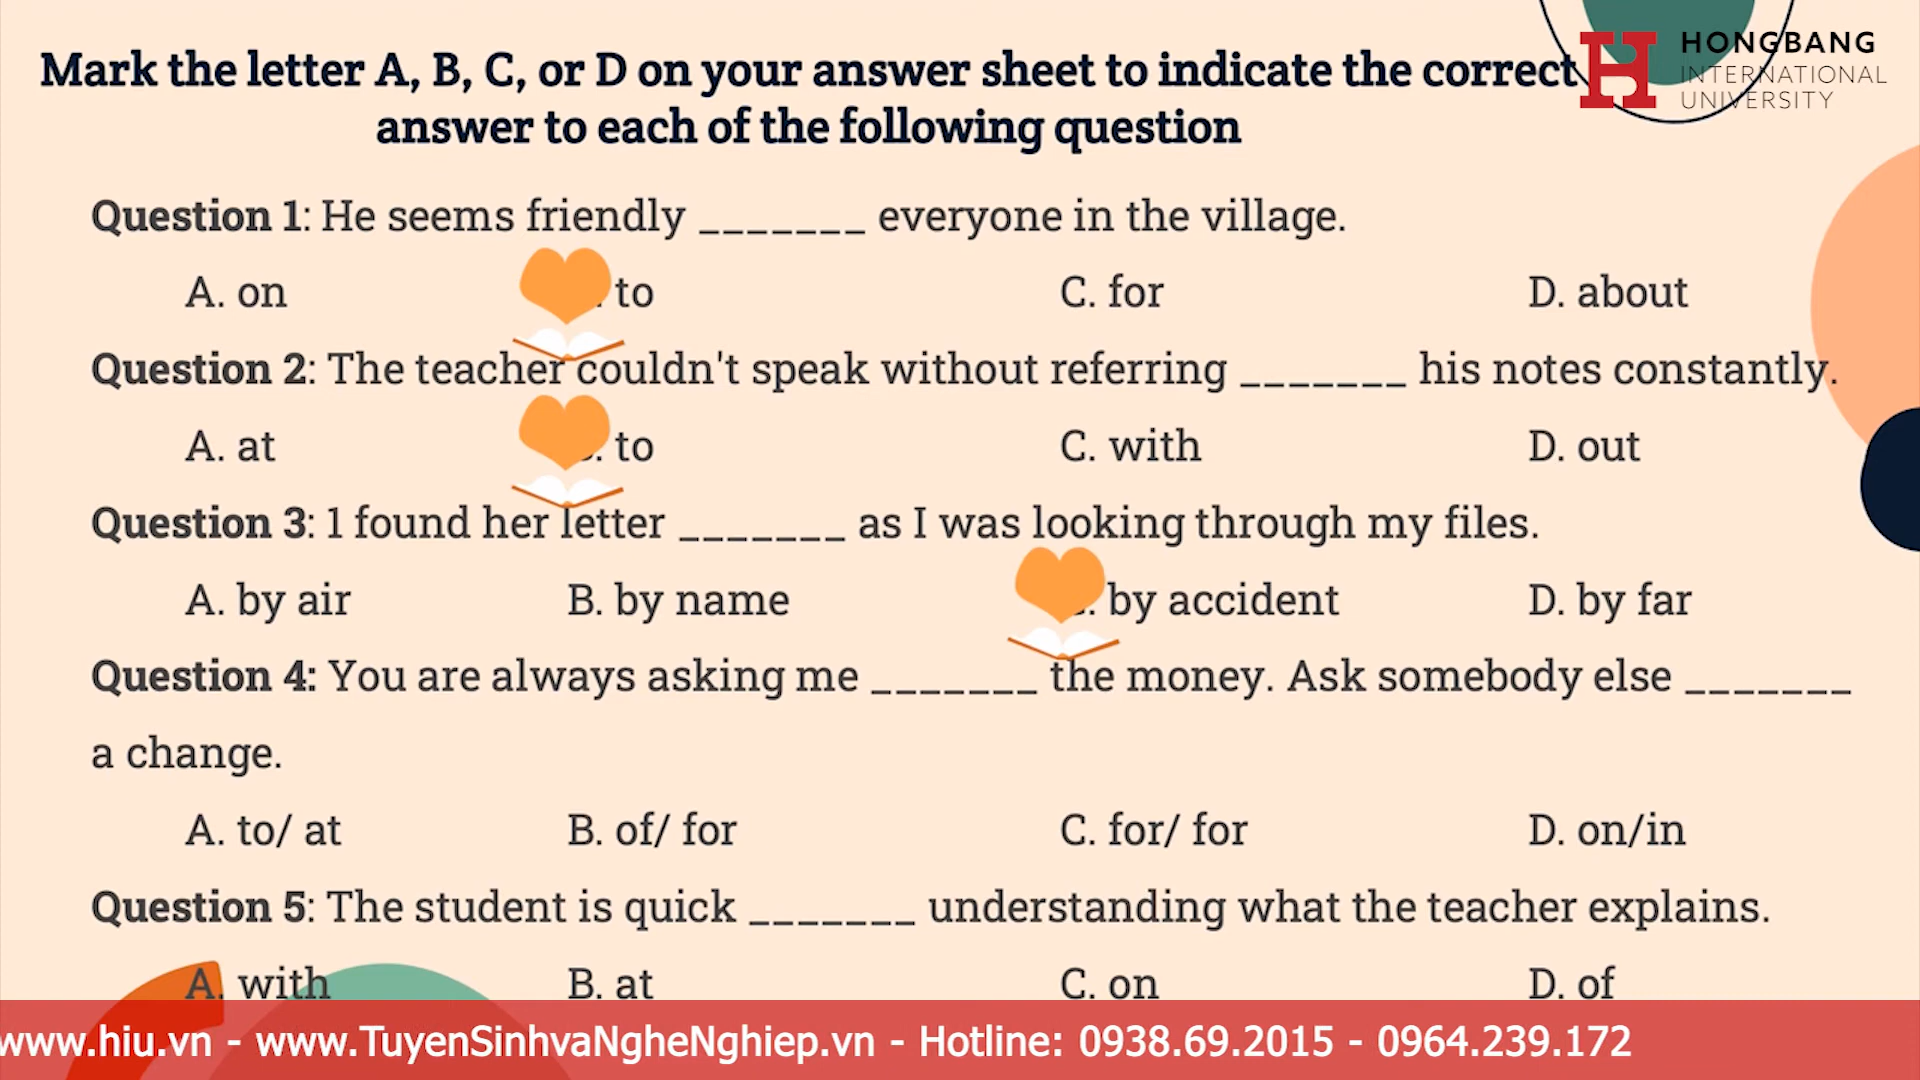 Mark the letter A, B, C, or D on your answer sheet to indicate the correct
answer to each of the following question
HONGBANG
INTERNATIONAL
UNIVERSITY
Question 1: He seems friendly _______ everyone in the village.
A. on . to C. for D. about
Question 2: The teacher couldn't speak without referring _______ his notes constantly.
A. at . to C. with D. out
Question 3: 1 found her letter _______ as I was looking through my files.
A. by air B. by name . by accident D. by far
Question 4: You are always asking me _______ the money. Ask somebody else _______
a change.
A. to/ at B. of/ for C. for/ for D. on/in
Question 5: The student is quick _______ understanding what the teacher explains.
A. with B. at C. on D. of
www.hiu.vn - www.TuyenSinhvaNgheNghiep.vn - Hotline: 0938.69.2015 - 0964.239.172